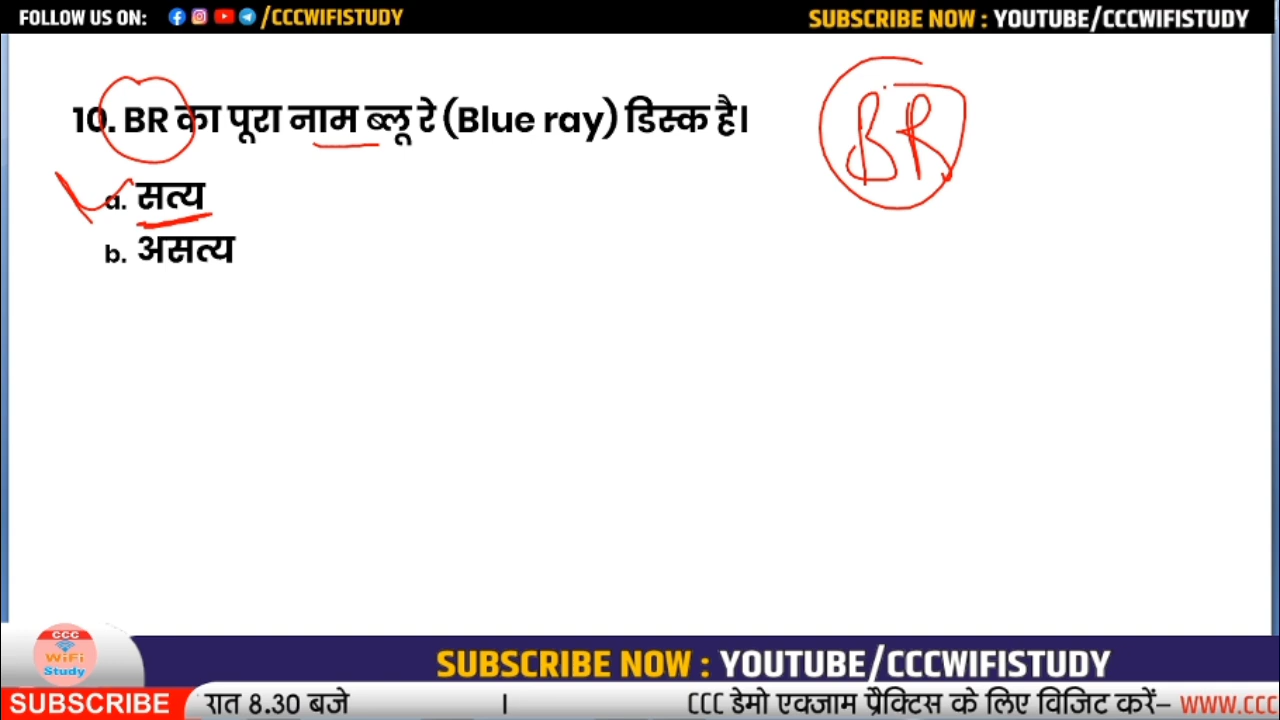 FOLLOW US ON: /CCCWIFISTUDY
SUBSCRIBE NOW : YOUTUBE/CCCWIFISTUDY
10. BR का पूरा नाम ब्लू रे (Blue ray) डिस्क है।
BR
a. सत्य
b. असत्य
CCC
WiFi
Study
SUBSCRIBE NOW : YOUTUBE/CCCWIFISTUDY
SUBSCRIBE रात 8.30 बजे । CCC डेमो एक्जाम प्रैक्टिस के लिए विजिट करें– WWW.CCC